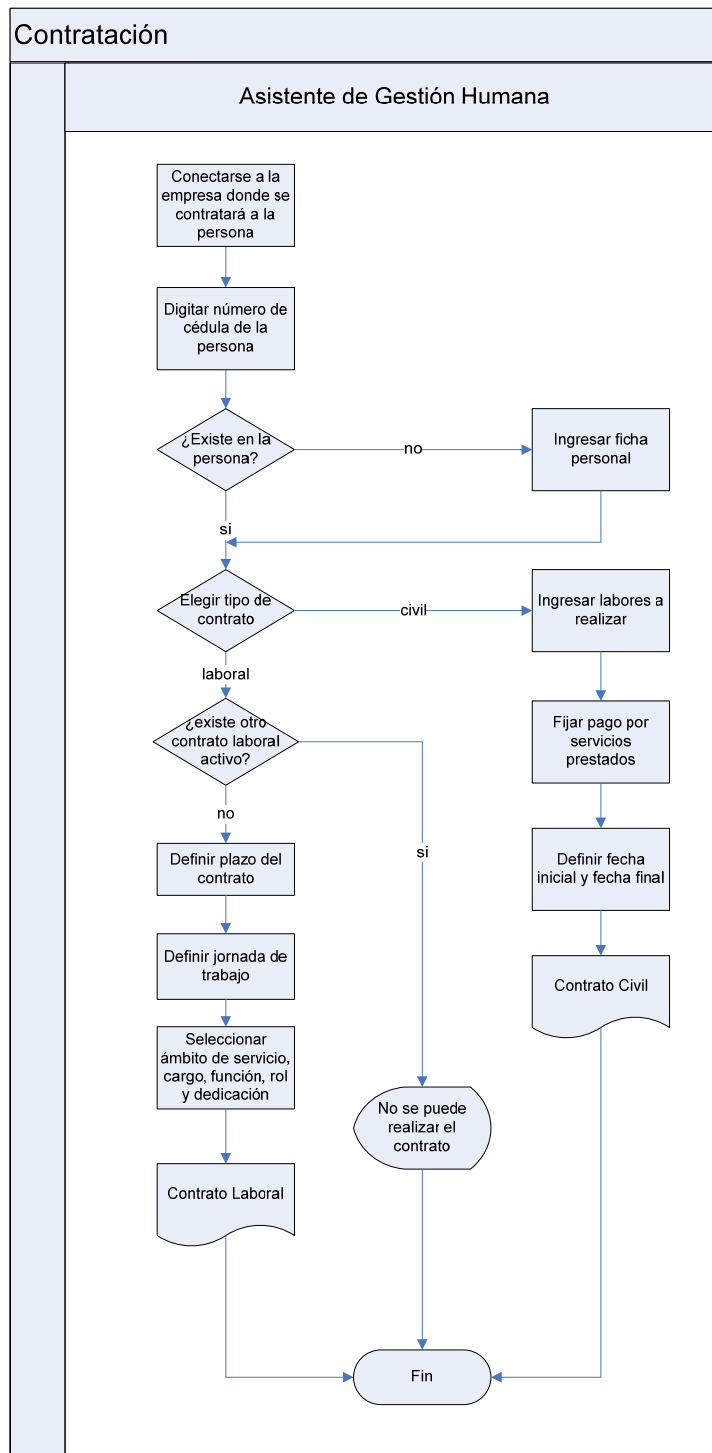 Contratación
Asistente de Gestión Humana
Conectarse a la
empresa donde se
contratará a la
persona
Digitar número de
cédula de la
persona
¿Existe en la
persona?
no
Ingresar ficha
personal
si
Elegir tipo de
contrato
civil
Ingresar labores a
realizar
laboral
¿existe otro
contrato laboral
activo?
Fijar pago por
servicios
prestados
no
si
Definir plazo del
contrato
Definir fecha
inicial y fecha final
Definir jornada de
trabajo
Contrato Civil
Seleccionar
ámbito de servicio,
cargo, función, rol
y dedicación
No se puede
realizar el
contrato
Contrato Laboral
Fin